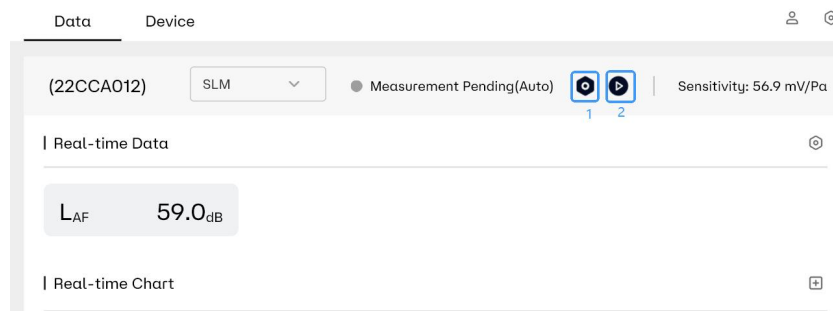 Data Device
(22CCA012) SLM Measurement Pending(Auto) Sensitivity: 56.9 mV/Pa
1 2
Real-time Data
LAF 59.0dB
Real-time Chart